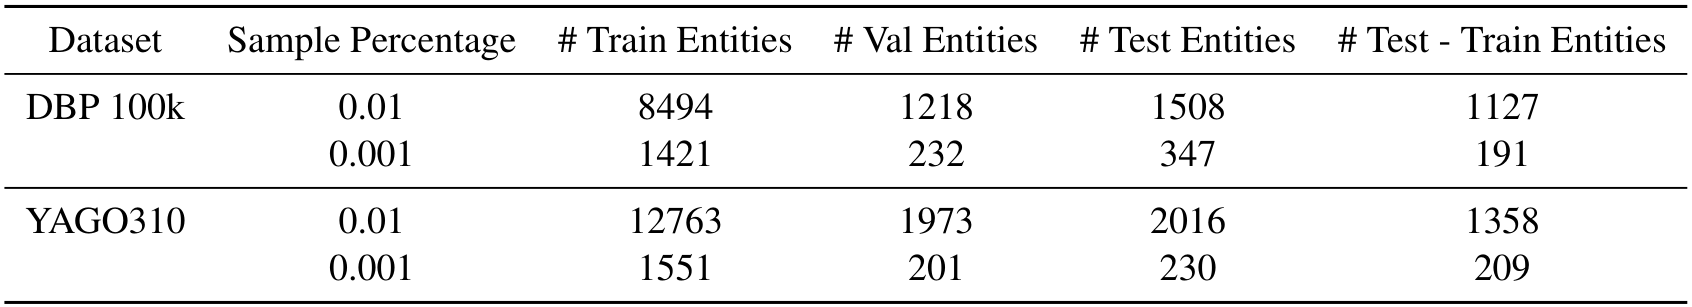 Dataset Sample Percentage # Train Entities # Val Entities # Test Entities # Test - Train Entities
DBP 100k 0.01 8494 1218 1508 1127
0.001 1421 232 347 191
YAGO310 0.01 12763 1973 2016 1358
0.001 1551 201 230 209